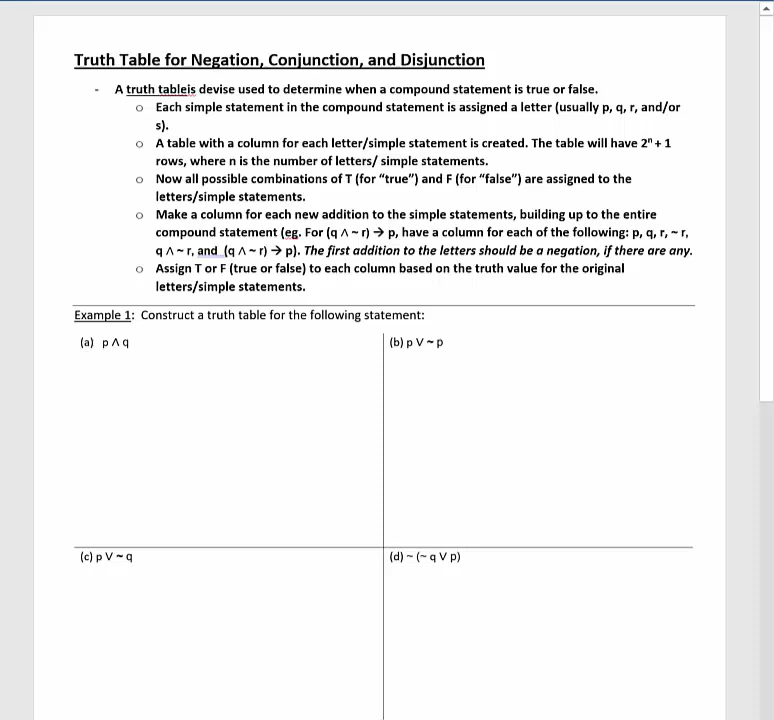 Truth Table for Negation, Conjunction, and Disjunction
- A truth tableis devise used to determine when a compound statement is true or false.
o Each simple statement in the compound statement is assigned a letter (usually p, q, r, and/or
s).
o A table with a column for each letter/simple statement is created. The table will have 2ⁿ + 1
rows, where n is the number of letters/ simple statements.
o Now all possible combinations of T (for “true”) and F (for “false”) are assigned to the
letters/simple statements.
o Make a column for each new addition to the simple statements, building up to the entire
compound statement (eg. For (q ∧ ~ r) → p, have a column for each of the following: p, q, r, ~ r,
q ∧ ~ r, and (q ∧ ~ r) → p). The first addition to the letters should be a negation, if there are any.
o Assign T or F (true or false) to each column based on the truth value for the original
letters/simple statements.
Example 1: Construct a truth table for the following statement:
(a) p ∧ q
(b) p ∨ ~ p
(c) p ∨ ~ q
(d) ~ (~ q ∨ p)